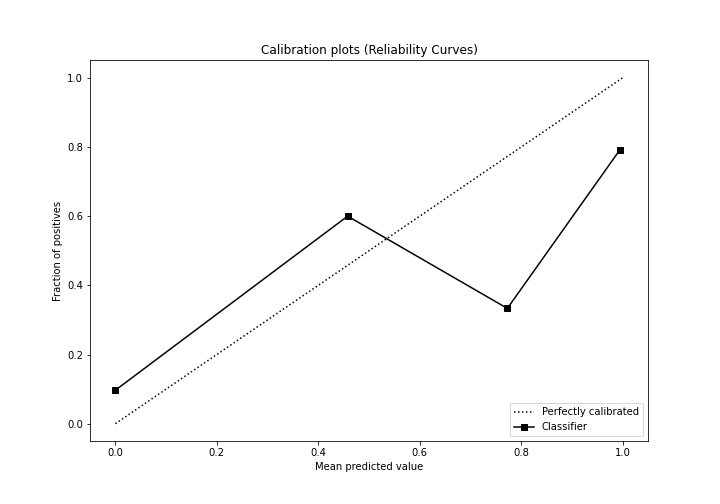 Calibration plots (Reliability Curves)
1.0
0.8
0.6
0.4
0.2
0.0
Fraction of positives
0.0 0.2 0.4 0.6 0.8 1.0
Mean predicted value
Perfectly calibrated
Classifier